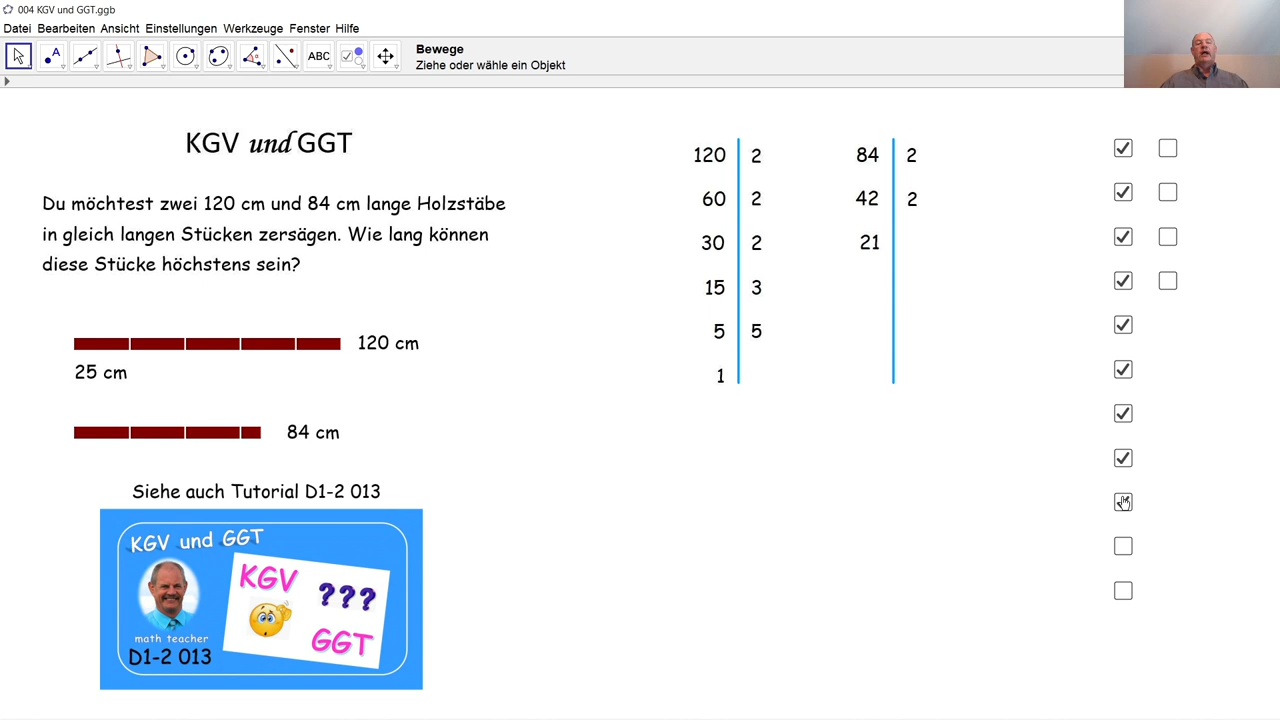 004 KGV und GGT.ggb
Datei Bearbeiten Ansicht Einstellungen Werkzeuge Fenster Hilfe
A
ABC
Bewege
Ziehe oder wähle ein Objekt
KGV und GGT
Du möchtest zwei 120 cm und 84 cm lange Holzstäbe
in gleich langen Stücken zersägen. Wie lang können
diese Stücke höchstens sein?
120 cm
25 cm
84 cm
Siehe auch Tutorial D1-2 013
KGV und GGT
KGV
???
GGT
math teacher
D1-2 013
120 2
60 2
30 2
15 3
5 5
1
84 2
42 2
21